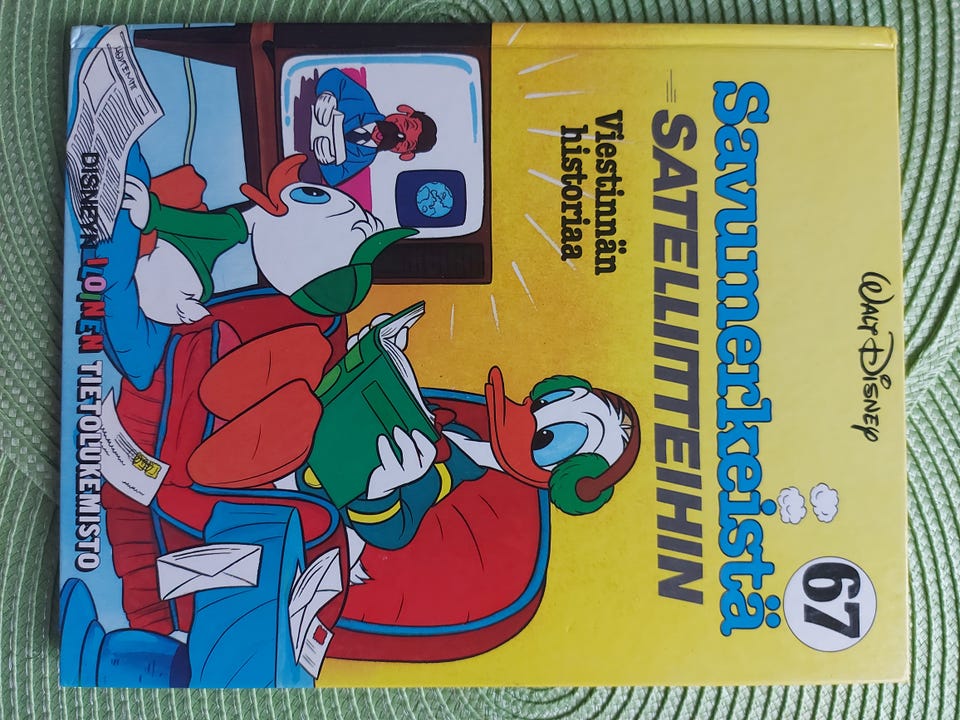 WALT DISNEY
67
Savumerkeistä
SATELLIITTEIHIN
Viestinnän
historiaa
DISNEYN ILOINEN TIETOLUKEMISTO